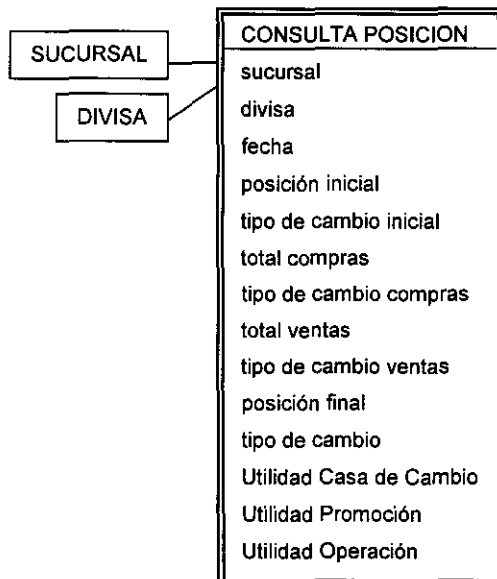 SUCURSAL
DIVISA
CONSULTA POSICION
sucursal
divisa
fecha
posición inicial
tipo de cambio inicial
total compras
tipo de cambio compras
total ventas
tipo de cambio ventas
posición final
tipo de cambio
Utilidad Casa de Cambio
Utilidad Promoción
Utilidad Operación